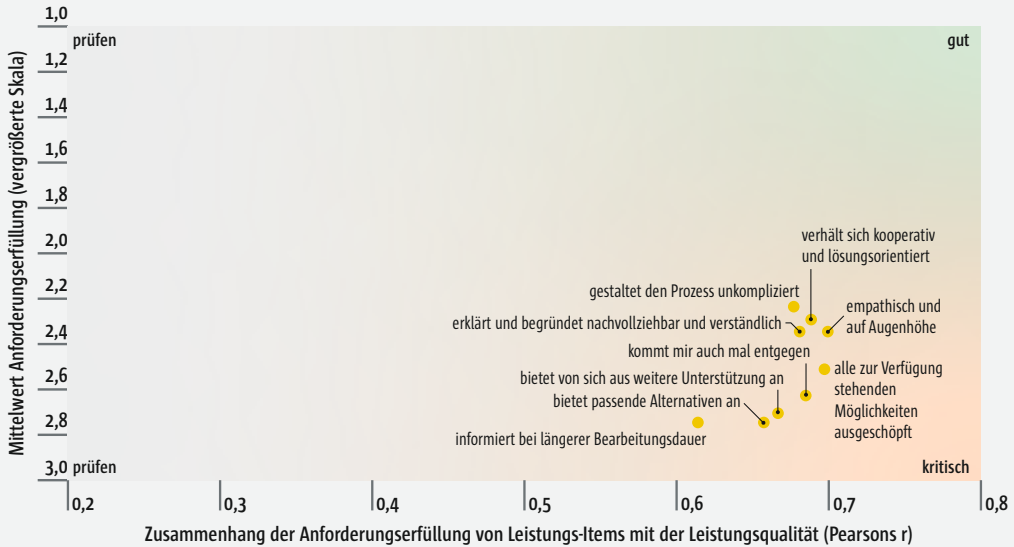 Mittelwert Anforderungserfüllung (vergrößerte Skala)
1,0
1,2
1,4
1,6
1,8
2,0
2,2
2,4
2,6
2,8
3,0
prüfen
gut
verhält sich kooperativ
und lösungsorientiert
gestaltet den Prozess unkompliziert
empathisch und
auf Augenhöhe
erklärt und begründet nachvollziehbar und verständlich
kommt mir auch mal entgegen
alle zur Verfügung
stehenden
Möglichkeiten
ausgeschöpft
bietet von sich aus weitere Unterstützung an
bietet passende Alternativen an
informiert bei längerer Bearbeitungsdauer
prüfen
kritisch
0,2
0,3
0,4
0,5
0,6
0,7
0,8
Zusammenhang der Anforderungserfüllung von Leistungs-Items mit der Leistungsqualität (Pearsons r)